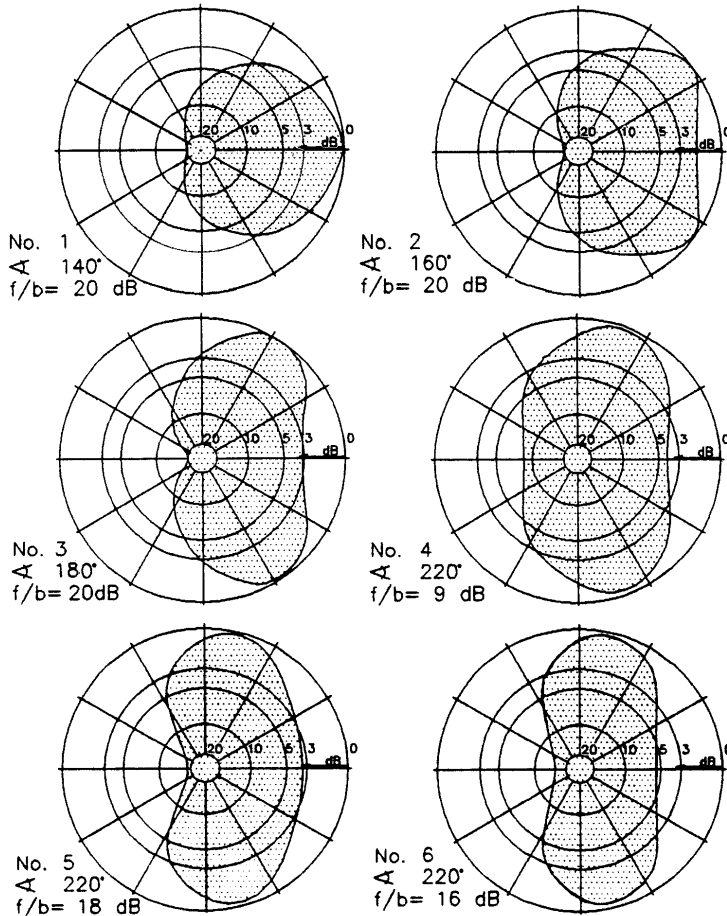 20 10 5 3 0
dB
No. 1
∢ 140°
f/b= 20 dB
20 10 5 3 0
dB
No. 2
∢ 160°
f/b= 20 dB
20 10 5 3 0
dB
No. 3
∢ 180°
f/b= 20dB
20 10 5 3 0
dB
No. 4
∢ 220°
f/b= 9 dB
20 10 5 3 0
dB
No. 5
∢ 220°
f/b= 18 dB
20 10 5 3
dB
No. 6
∢ 220°
f/b= 16 dB